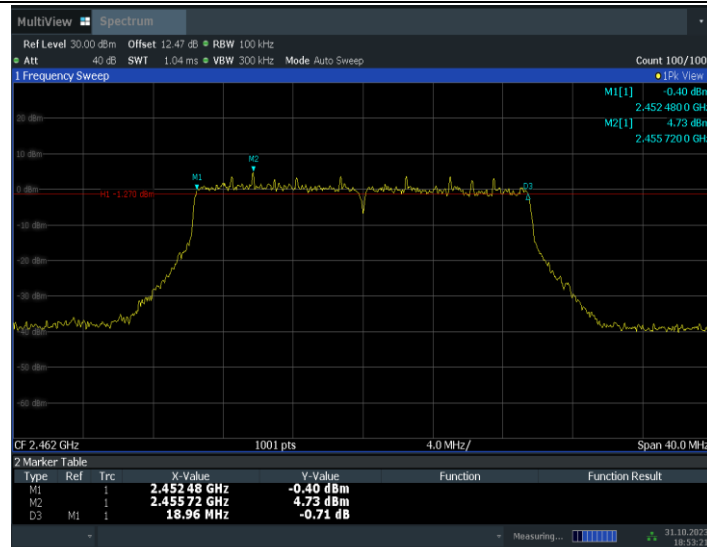 MultiView Spectrum
Ref Level 30.00 dBm Offset 12.47 dB RBW 100 kHz
Att 40 dB SWT 1.04 ms VBW 300 kHz Mode Auto Sweep Count 100/100
1 Frequency Sweep 1Pk View
M1[1] -0.40 dBm
2.452 480 0 GHz
20 dBm M2[1] 4.73 dBm
2.455 720 0 GHz
10 dBm
M2
M1
0 dBm D3
H1 -1.270 dBm
-10 dBm
-20 dBm
-30 dBm
-40 dBm
-50 dBm
-60 dBm
CF 2.462 GHz 1001 pts 4.0 MHz/ Span 40.0 MHz
2 Marker Table
Type Ref Trc X-Value Y-Value Function Function Result
M1 1 2.452 48 GHz -0.40 dBm
M2 1 2.455 72 GHz 4.73 dBm
D3 M1 1 18.96 MHz -0.71 dB
Measuring... 31.10.2023
18:53:21